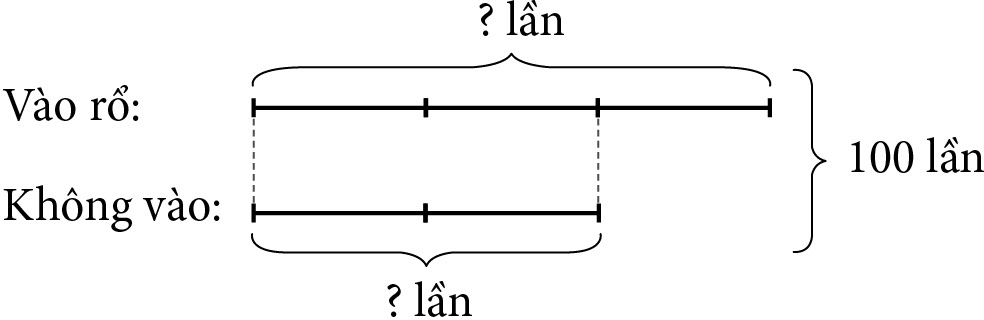 ? lần
Vào rổ:
100 lần
Không vào:
? lần